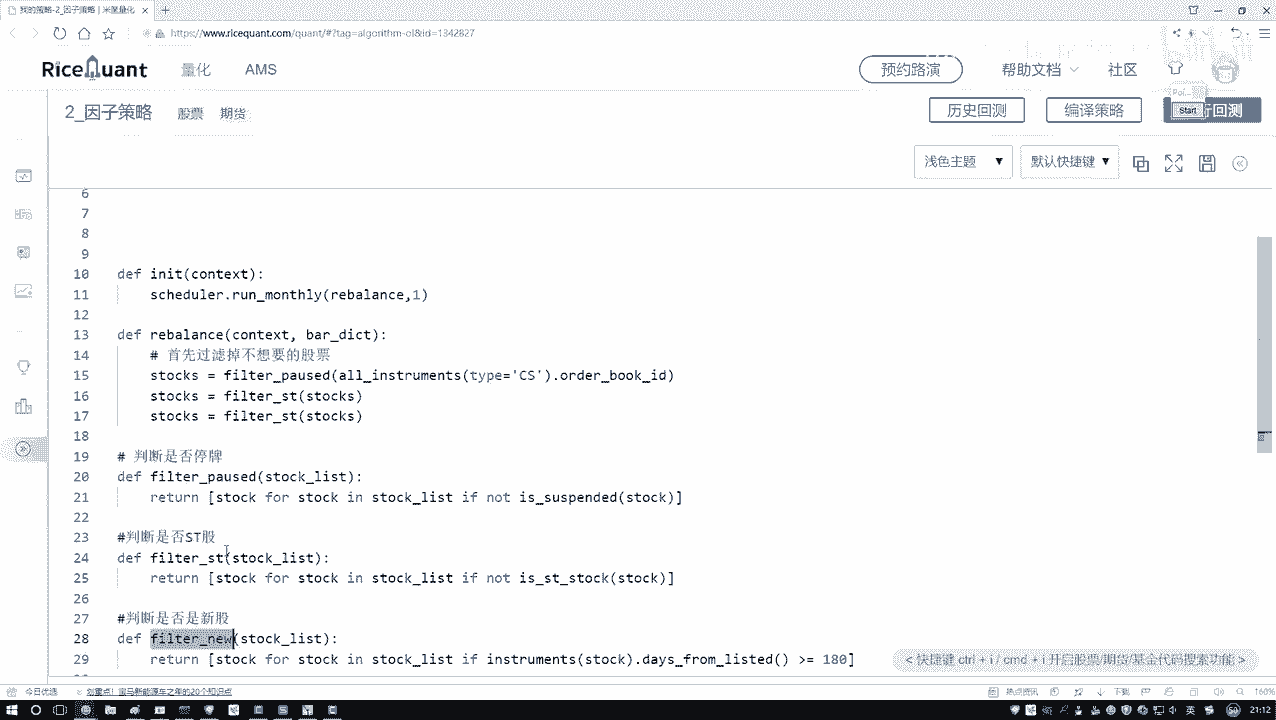 我的策略-2_因子策略 | 米筐量化
https://www.ricequant.com/quant/#?tag=algorithm-ol&id=1342827
RiceQuant 量化 AMS 预约路演 帮助文档 社区
2_因子策略 股票 期货 历史回测 编译策略 Start 行回测
浅色主题 默认快捷键
6
7
8
9
10 def init(context):
11 scheduler.run_monthly(rebalance,1)
12
13 def rebalance(context, bar_dict):
14 # 首先过滤掉不想要的股票
15 stocks = filter_paused(all_instruments(type='CS').order_book_id)
16 stocks = filter_st(stocks)
17 stocks = filter_st(stocks)
18
19 # 判断是否停牌
20 def filter_paused(stock_list):
21 return [stock for stock in stock_list if not is_suspended(stock)]
22
23 #判断是否ST股
24 def filter_st(stock_list):
25 return [stock for stock in stock_list if not is_st_stock(stock)]
26
27 #判断是否是新股
28 def filter_new(stock_list):
29 return [stock for stock in stock_list if instruments(stock).days_from_listed() >= 180]
<快捷键 ctrl + i / cmd + i 开启股票/期货/基金代码搜索功能>
今日优选 热点资讯 下载 160%
英 21:12